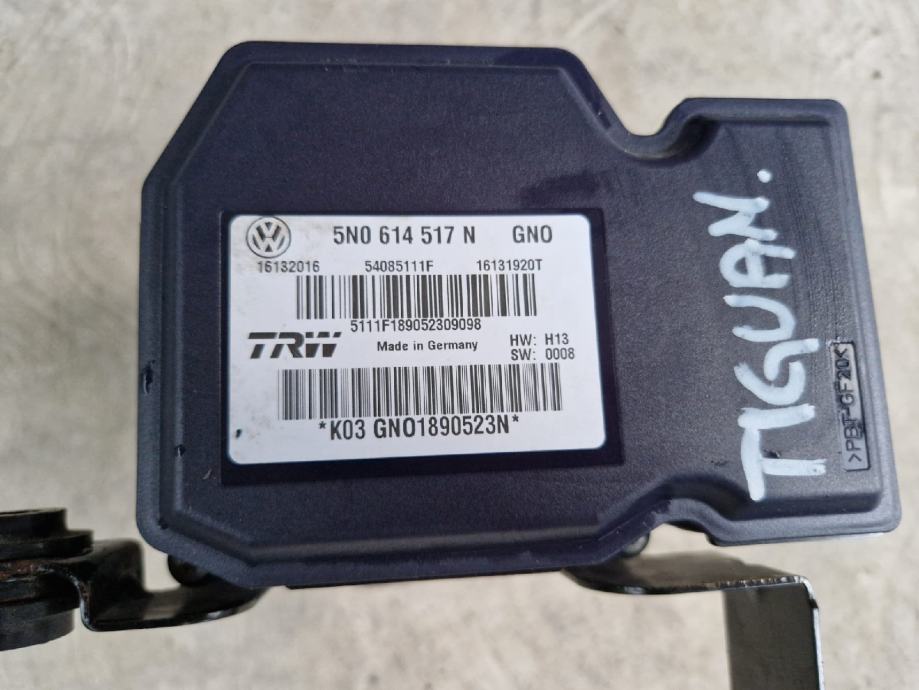 5N0 614 517 N GNO
16132016 54085111F 16131920T
5111F189052309098
TRW Made in Germany HW: H13
SW: 0008
*K03 GNO1890523N*
TIGUAN.
>PBT-GF20<